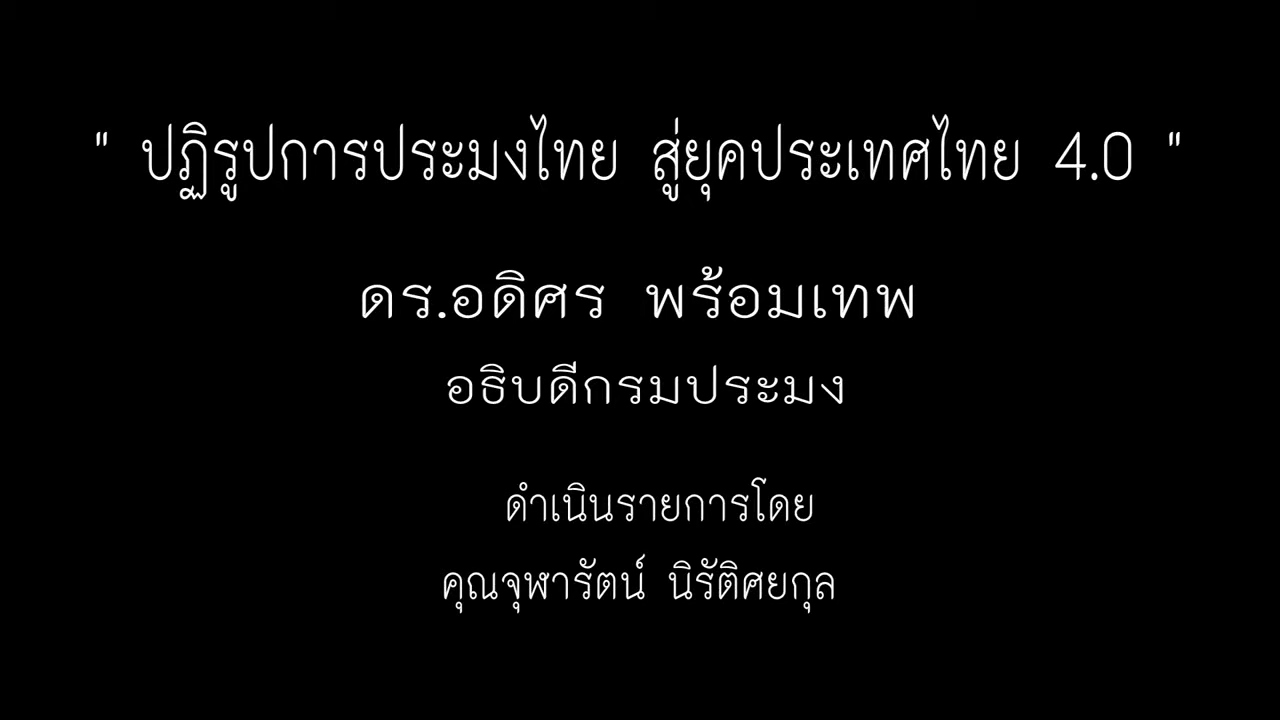 " ปฏิรูปการประมงไทย สู่ยุคประเทศไทย 4.0 "
ดร.อดิศร พร้อมเทพ
อธิบดีกรมประมง
ดำเนินรายการโดย
คุณจุฬารัตน์ นิรัติศยกุล